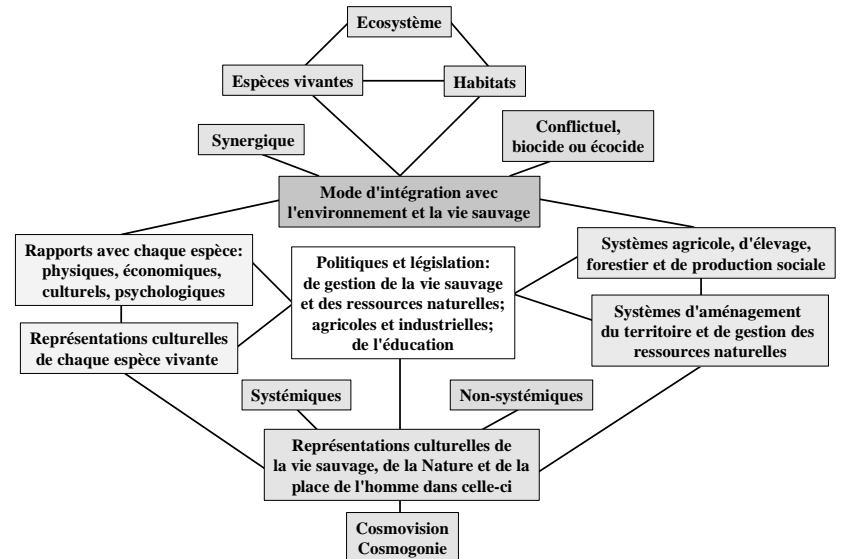 Ecosystème
Espèces vivantes
Habitats
Synergique
Conflictuel,
biocide ou écocide
Mode d'intégration avec
l'environnement et la vie sauvage
Rapports avec chaque espèce:
physiques, économiques,
culturels, psychologiques
Politiques et législation:
de gestion de la vie sauvage
et des ressources naturelles;
agricoles et industrielles;
de l'éducation
Systèmes agricole, d'élevage,
forestier et de production sociale
Représentations culturelles
de chaque espèce vivante
Systèmes d'aménagement
du territoire et de gestion des
ressources naturelles
Systémiques
Non-systémiques
Représentations culturelles de
la vie sauvage, de la Nature et de la
place de l'homme dans celle-ci
Cosmovision
Cosmogonie